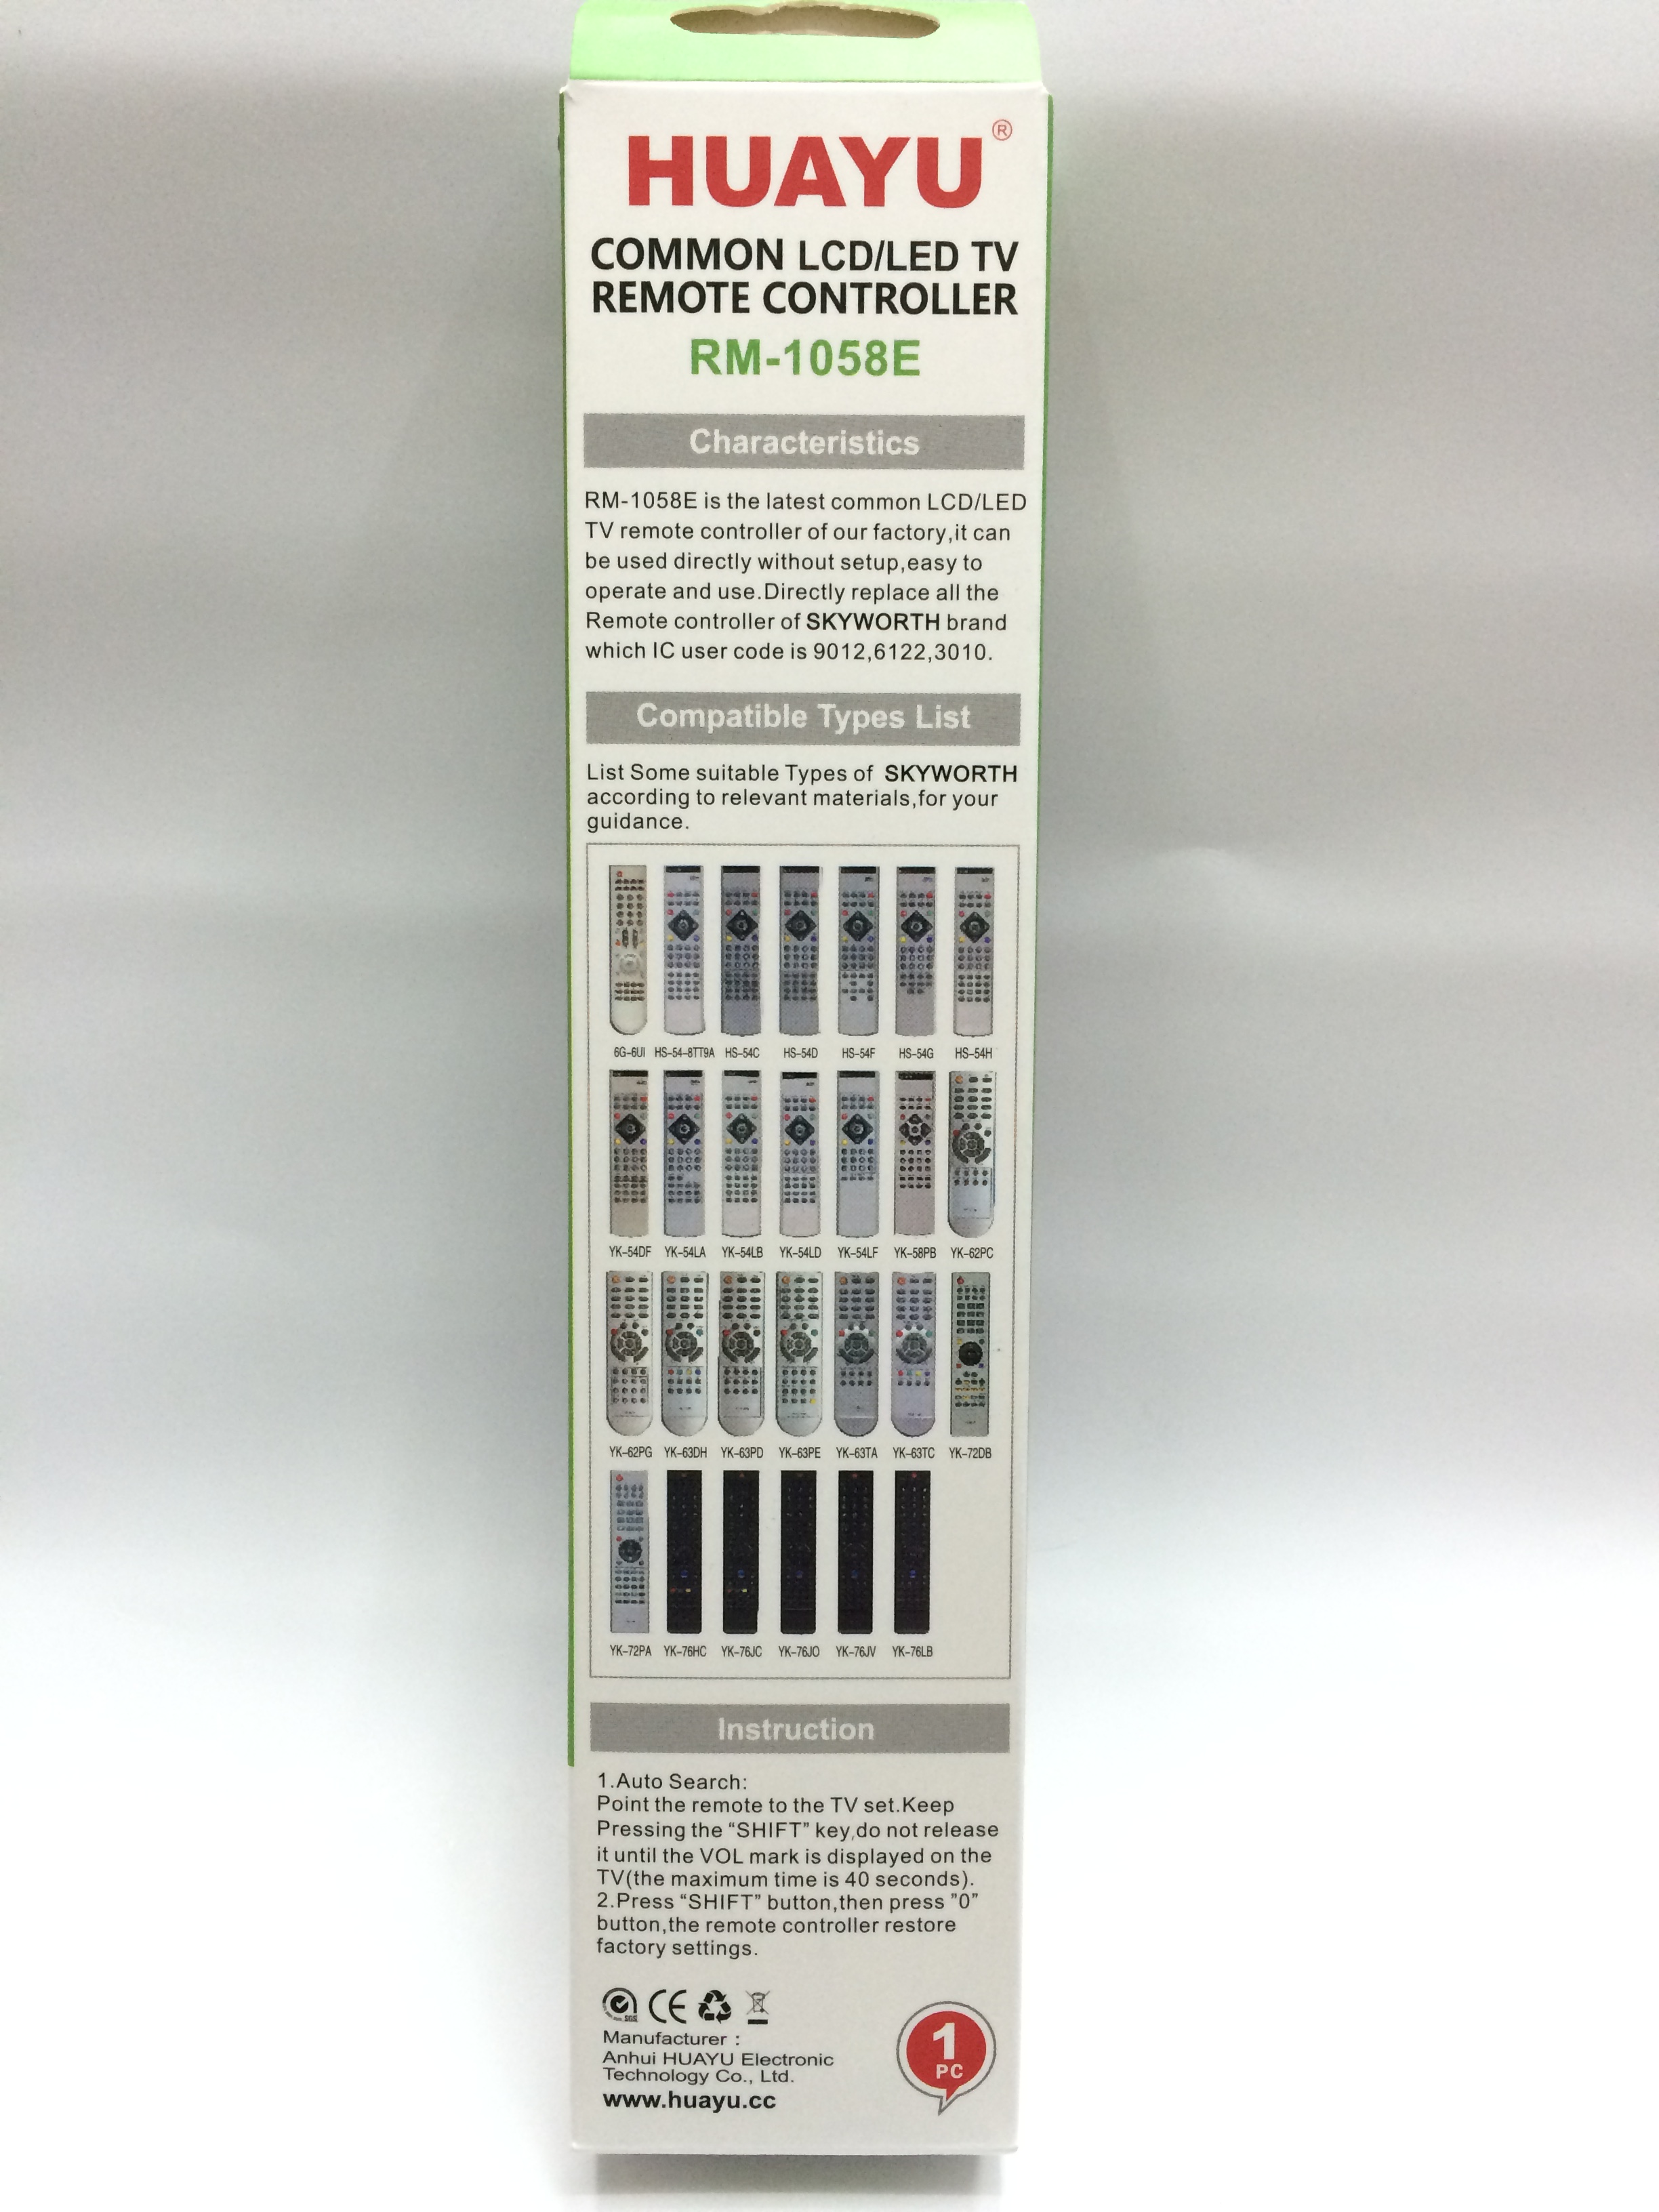 HUAYU®
COMMON LCD/LED TV
REMOTE CONTROLLER
RM-1058E
Characteristics
RM-1058E is the latest common LCD/LED
TV remote controller of our factory,it can
be used directly without setup,easy to
operate and use.Directly replace all the
Remote controller of SKYWORTH brand
which IC user code is 9012,6122,3010.
Compatible Types List
List Some suitable Types of SKYWORTH
according to relevant materials,for your
guidance.
6G-6UI HS-54-8TT9A HS-54C HS-54D HS-54F HS-54G HS-54H
YK-54DF YK-54LA YK-54LB YK-54LD YK-54LF YK-58PB YK-62PC
YK-62PG YK-63DH YK-63PD YK-63PE YK-63TA YK-63TC YK-72DB
YK-72PA YK-76HC YK-76JC YK-76JO YK-76JV YK-76LB
Instruction
1.Auto Search:
Point the remote to the TV set.Keep
Pressing the “SHIFT” key,do not release
it until the VOL mark is displayed on the
TV(the maximum time is 40 seconds).
2.Press “SHIFT” button,then press ”0”
button,the remote controller restore
factory settings.
SGS CE
Manufacturer :
Anhui HUAYU Electronic
Technology Co., Ltd.
www.huayu.cc
1
PC